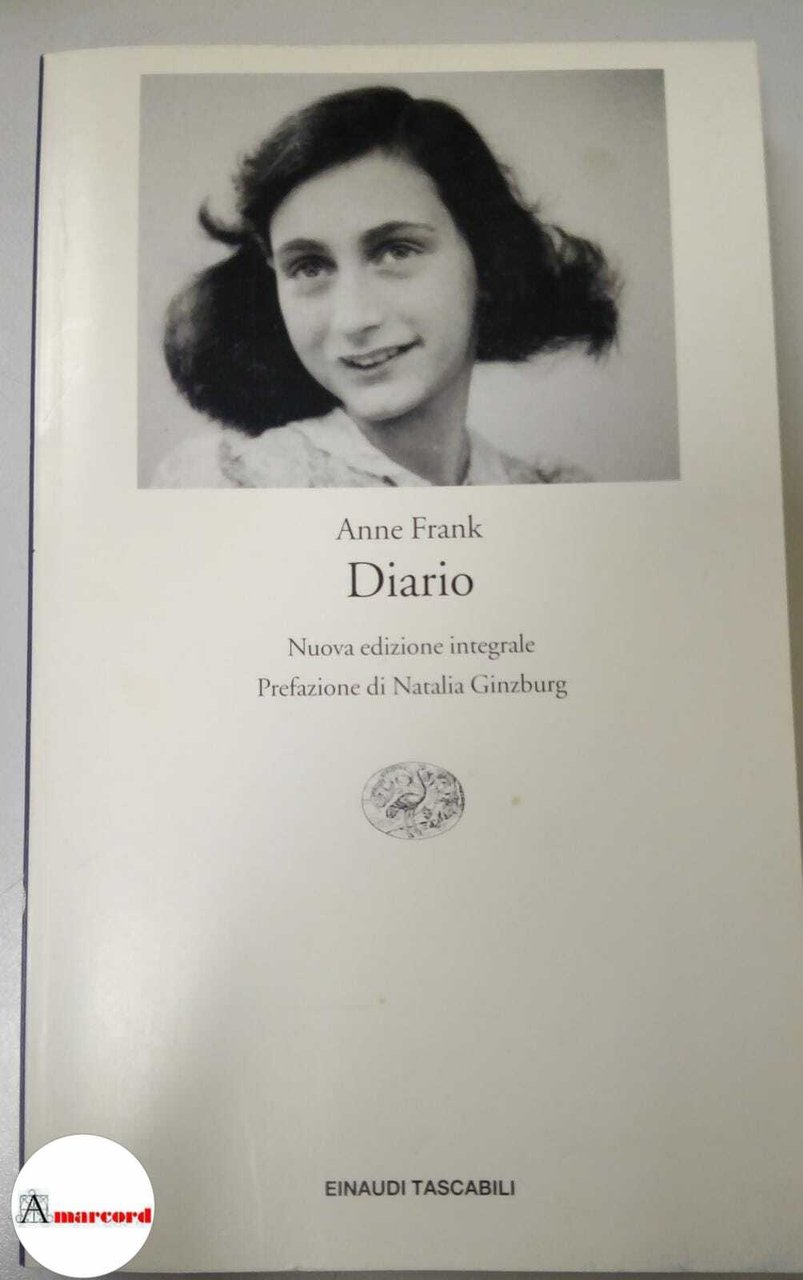 Anne Frank
Diario
Nuova edizione integrale
Prefazione di Natalia Ginzburg
EINAUDI TASCABILI
Amarcord